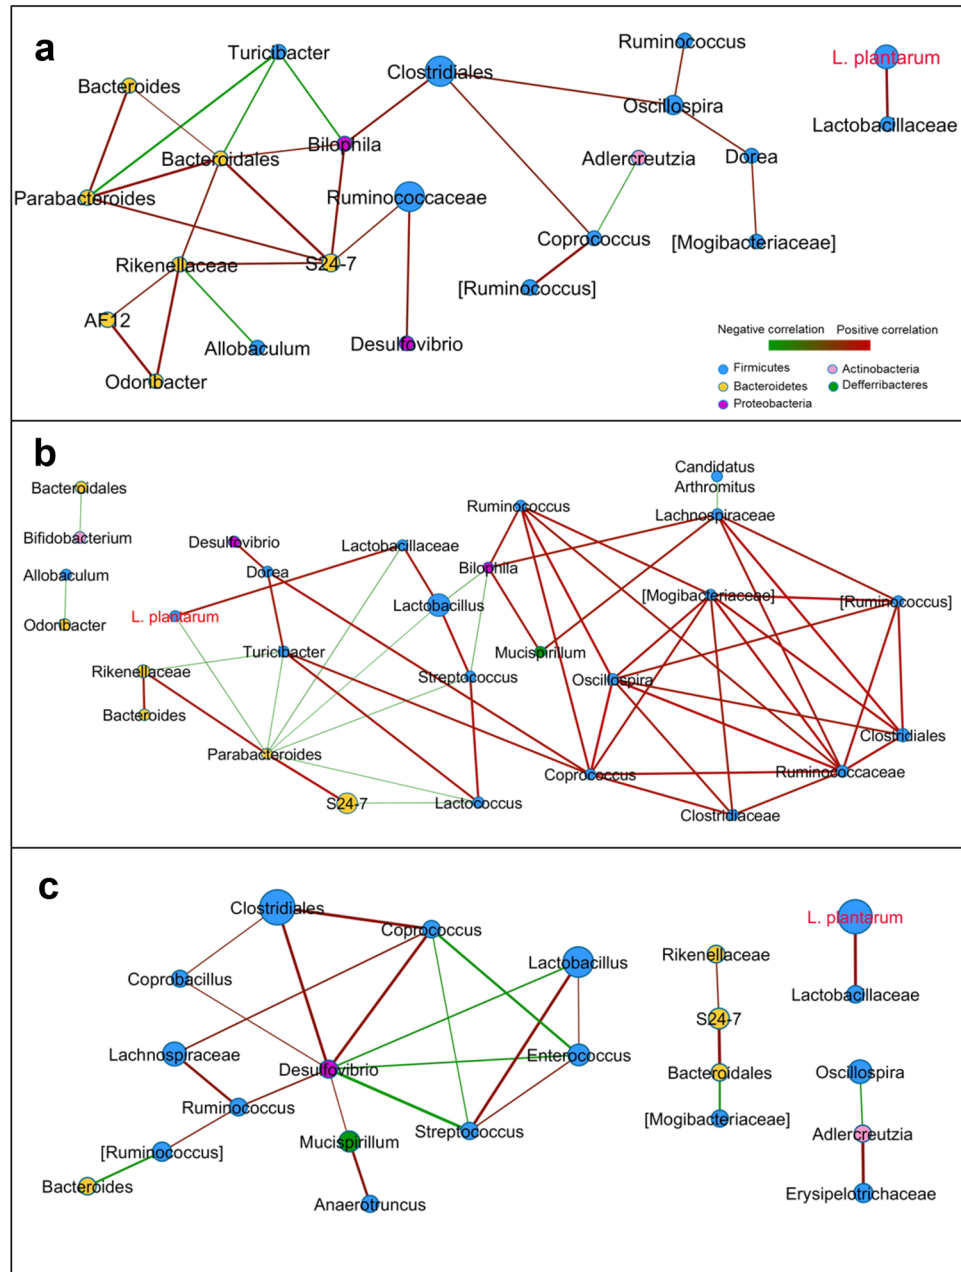 a
Turicibacter
Ruminococcus
L. plantarum
Bacteroides
Clostridiales
Oscillospira
Lactobacillaceae
Bilophila
Bacteroidales
Adlercreutzia
Dorea
Parabacteroides
Ruminococcaceae
Coprococcus
[Mogibacteriaceae]
Rikenellaceae
S24-7
[Ruminococcus]
AF12
Allobaculum
Desulfovibrio
Odoribacter
Negative correlation Positive correlation
Firmicutes
Actinobacteria
Bacteroidetes
Defferribacteres
Proteobacteria
b
Candidatus
Arthromitus
Bacteroidales
Ruminococcus
Lachnospiraceae
Bifidobacterium
Desulfovibrio
Lactobacillaceae
Allobaculum
Dorea
Bilophila
[Mogibacteriaceae]
[Ruminococcus]
Lactobacillus
L. plantarum
Odoribacter
Turicibacter
Mucispirillum
Rikenellaceae
Streptococcus
Oscillospira
Bacteroides
Clostridiales
Parabacteroides
Coprococcus
Ruminococcaceae
S24-7
Lactococcus
Clostridiaceae
c
Clostridiales
Coprococcus
L. plantarum
Rikenellaceae
Lactobacillus
Coprobacillus
Lactobacillaceae
S24-7
Lachnospiraceae
Enterococcus
Desulfovibrio
Bacteroidales
Oscillospira
Ruminococcus
[Mogibacteriaceae]
Streptococcus
Mucispirillum
Adlercreutzia
[Ruminococcus]
Bacteroides
Anaerotruncus
Erysipelotrichaceae